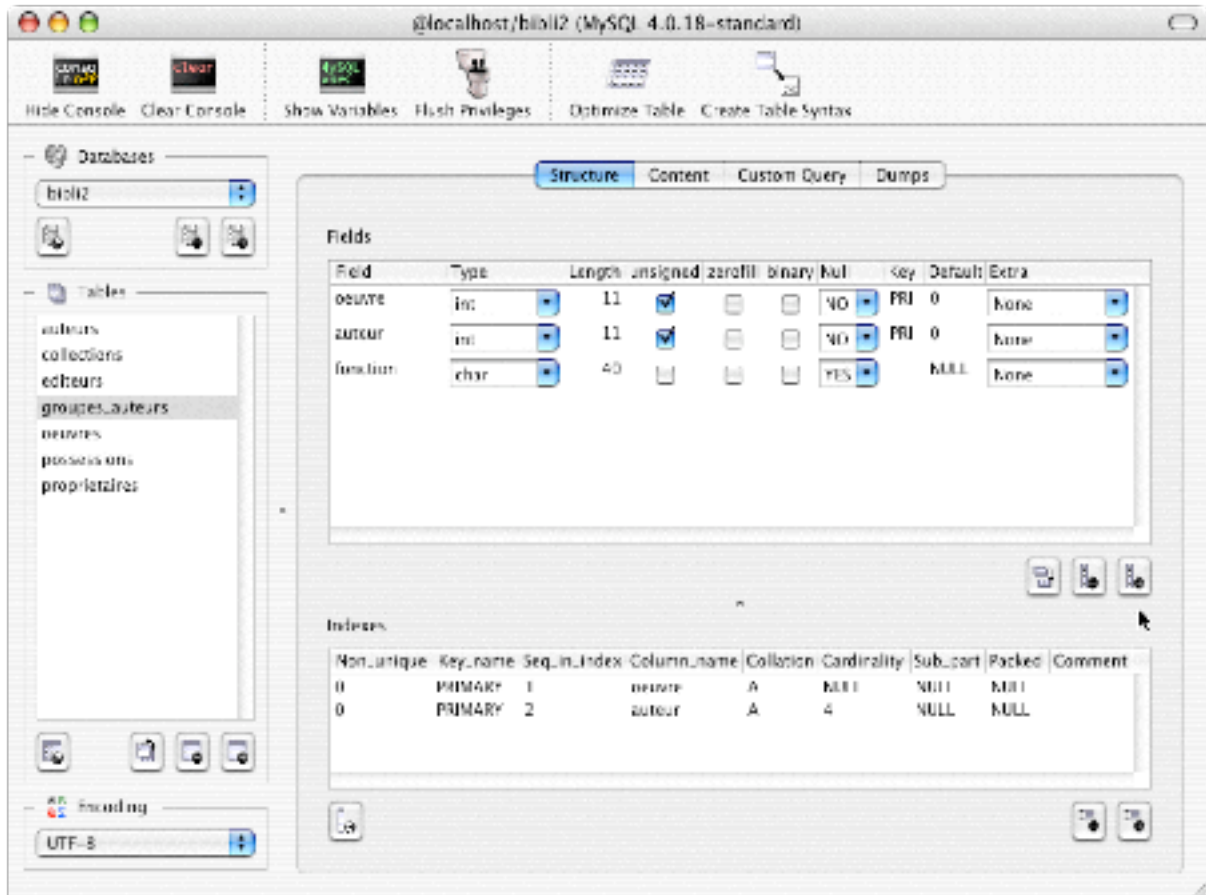 @localhost/bibli2 (MySQL 4.0.18-standard)
Hide Console Clear Console Show Variables Flush Privileges Optimize Table Create Table Syntax
Databases
bibli2
Structure Content Custom Query Dumps
Fields
Field Type Length unsigned zerofill binary Null Key Default Extra
oeuvre int 11 NO PRI 0 None
auteur int 11 NO PRI 0 None
fonction char 40 YES NULL None
Tables
auteurs
collections
editeurs
groupes_auteurs
oeuvres
possessions
proprietaires
Indexes
Non_unique Key_name Seq_in_index Column_name Collation Cardinality Sub_part Packed Comment
0 PRIMARY 1 oeuvre A NULL NULL NULL
0 PRIMARY 2 auteur A 4 NULL NULL
Encoding
UTF-8